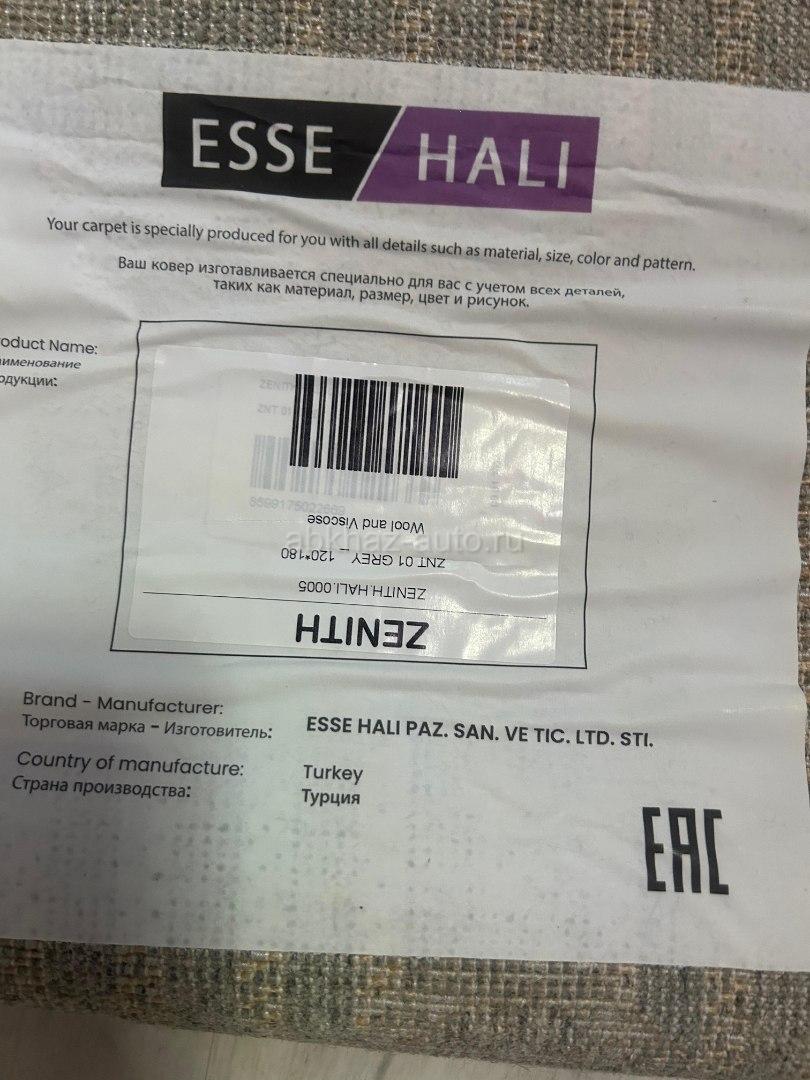 ESSE HALI
Your carpet is specially produced for you with all details such as material, size, color and pattern.
Ваш ковер изготавливается специально для вас с учетом всех деталей,
таких как материал, размер, цвет и рисунок.
oduct Name:
аименование
одукции:
ZENITH
ZENITH.HALI.0005
ZNT 01 GREY _ 120*180
Wool and Viscose
abkhaz-auto.ru
Brand - Manufacturer:
Торговая марка - Изготовитель:
ESSE HALI PAZ. SAN. VE TIC. LTD. STI.
Country of manufacture:
Страна производства:
Turkey
Турция
EAC